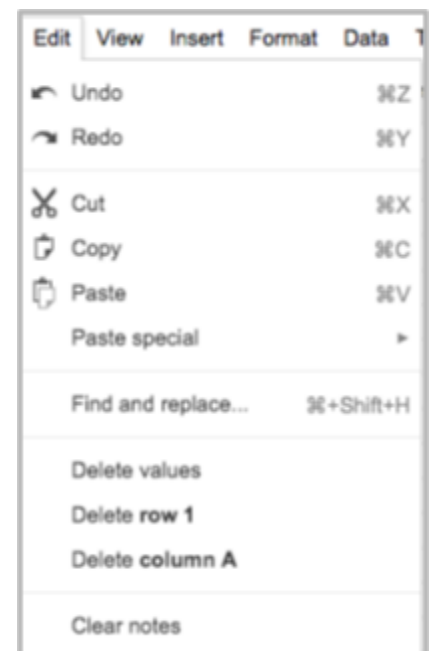 Edit View Insert Format Data T
Undo ⌘Z
Redo ⌘Y
Cut ⌘X
Copy ⌘C
Paste ⌘V
Paste special ►
Find and replace... ⌘+Shift+H
Delete values
Delete row 1
Delete column A
Clear notes